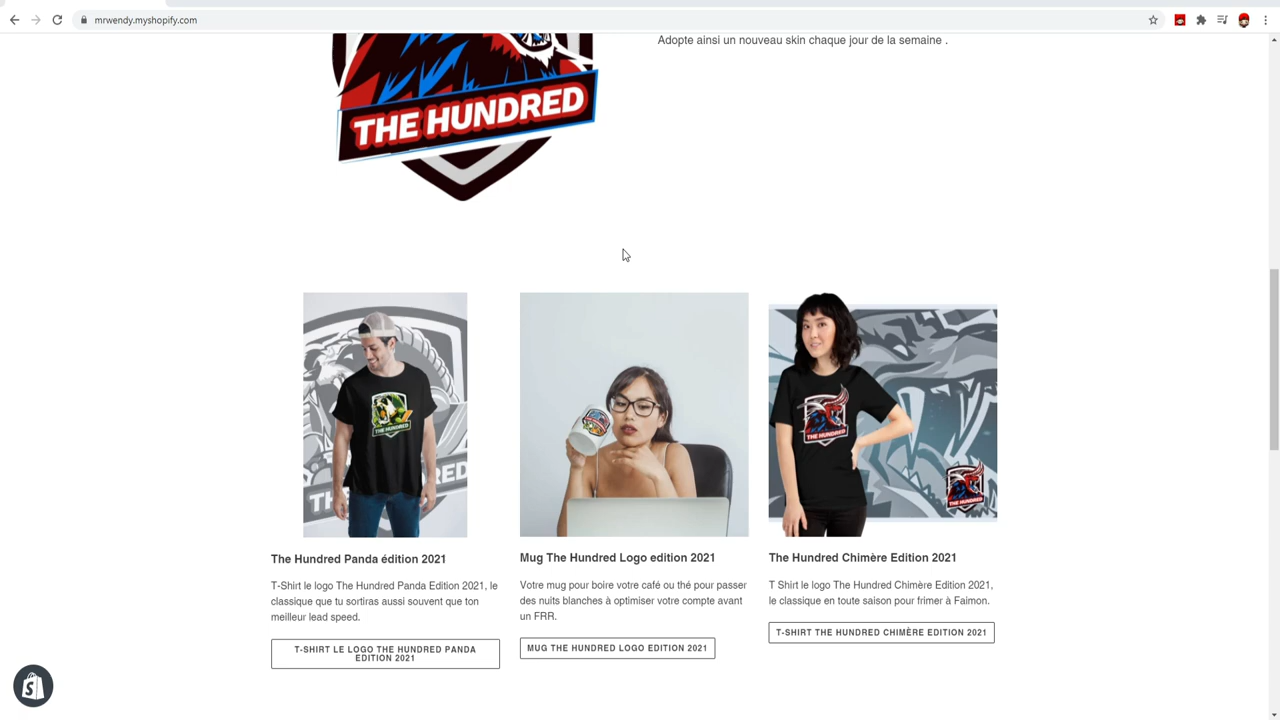 mrwendy.myshopify.com
Adopte ainsi un nouveau skin chaque jour de la semaine .
THE HUNDRED
THE HUNDRED
THE HUNDRED
THE HUNDRED
The Hundred Panda édition 2021
T-Shirt le logo The Hundred Panda Edition 2021, le
classique que tu sortiras aussi souvent que ton
meilleur lead speed.
T-SHIRT LE LOGO THE HUNDRED PANDA
EDITION 2021
Mug The Hundred Logo edition 2021
Votre mug pour boire votre café ou thé pour passer
des nuits blanches à optimiser votre compte avant
un FRR.
MUG THE HUNDRED LOGO EDITION 2021
The Hundred Chimère Edition 2021
T Shirt le logo The Hundred Chimère Edition 2021,
le classique en toute saison pour frimer à Faimon.
T-SHIRT THE HUNDRED CHIMÈRE EDITION 2021